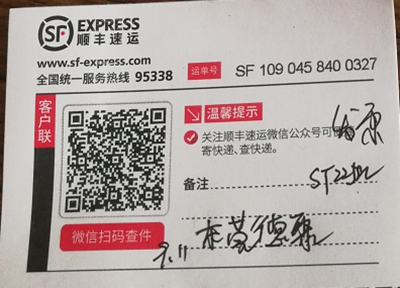 SF EXPRESS
顺丰速运
www.sf-express.com
全国统一服务热线 95338
运单号 SF 109 045 840 0327
客户联
温馨提示
关注顺丰速运微信公众号可
寄快递、查快递。
备注
微信扫码查件